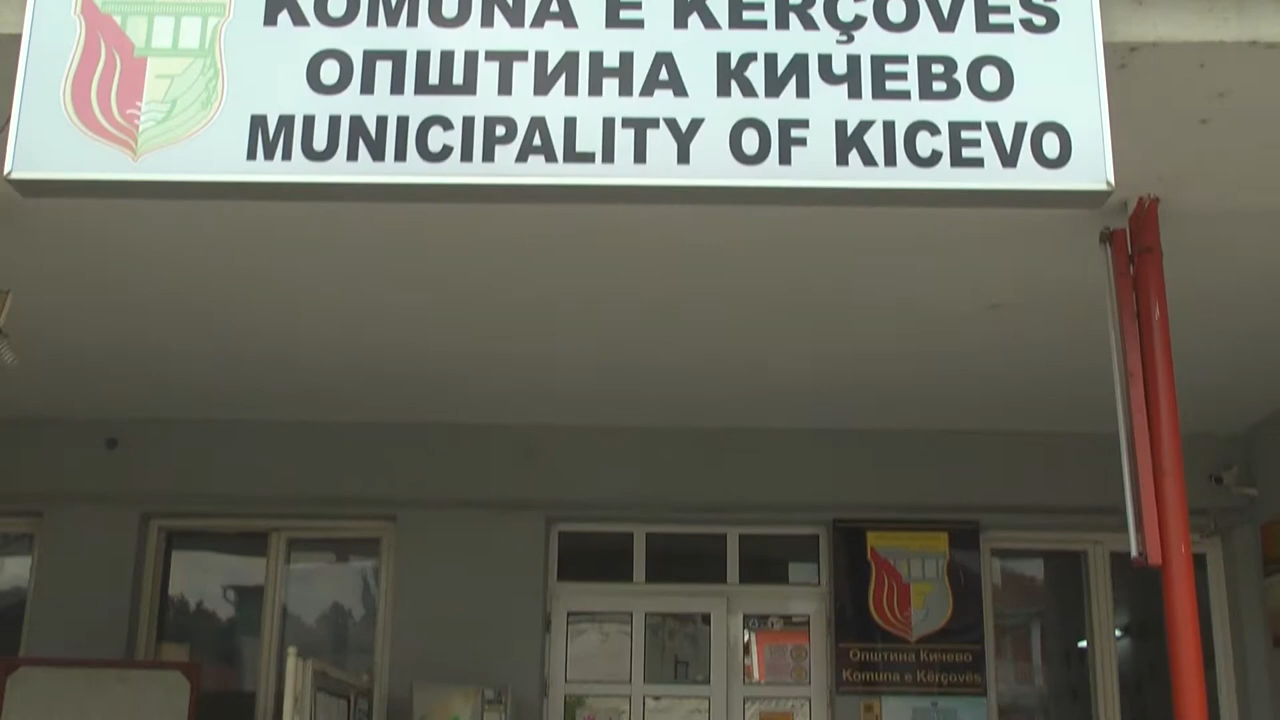 KOMUNA E KËRÇOVËS
ОПШТИНА КИЧЕВО
MUNICIPALITY OF KICEVO
Општина Кичево
Komuna e Kërçovës